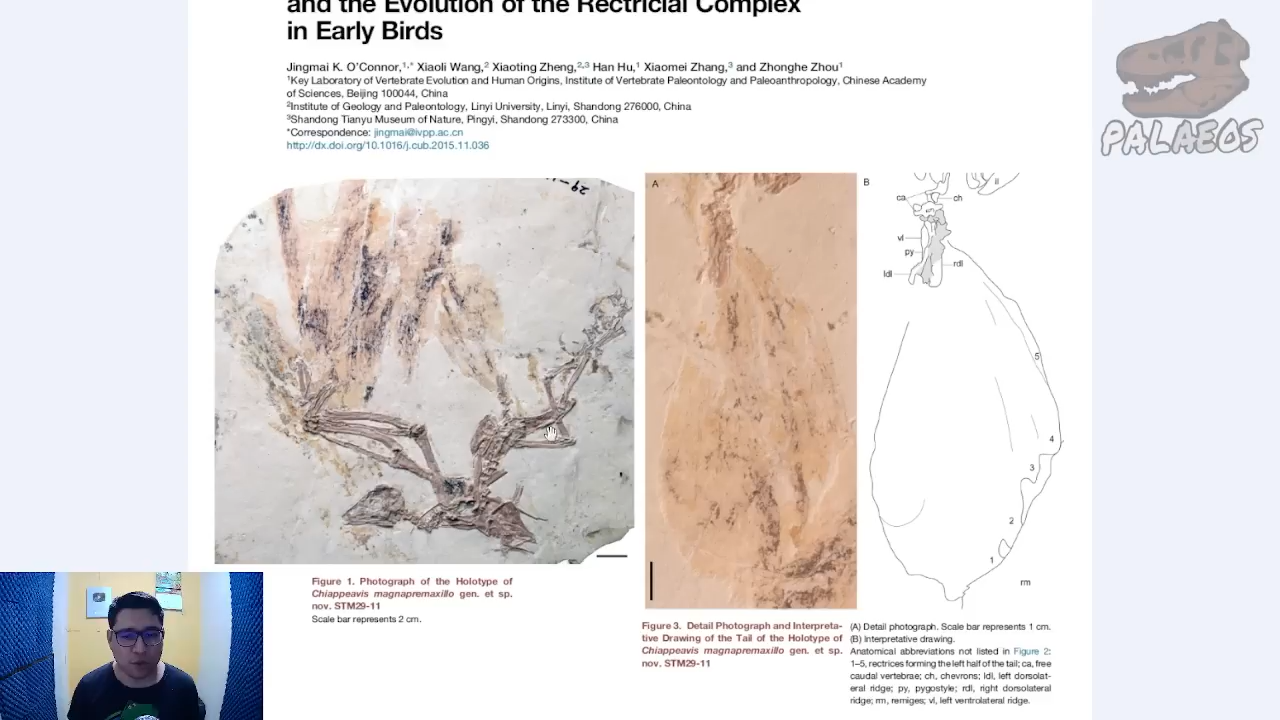 and the Evolution of the Rectricial Complex
in Early Birds
Jingmai K. O'Connor,1,* Xiaoli Wang,2 Xiaoting Zheng,2,3 Han Hu,1 Xiaomei Zhang,3 and Zhonghe Zhou1
1Key Laboratory of Vertebrate Evolution and Human Origins, Institute of Vertebrate Paleontology and Paleoanthropology, Chinese Academy
of Sciences, Beijing 100044, China
2Institute of Geology and Paleontology, Linyi University, Linyi, Shandong 276000, China
3Shandong Tianyu Museum of Nature, Pingyi, Shandong 273300, China
*Correspondence: jingmai@ivpp.ac.cn
http://dx.doi.org/10.1016/j.cub.2015.11.036
PALAEOS
A
B
ca
ch
vl
py
rdl
ldl
5
4
3
2
1
rm
Figure 1. Photograph of the Holotype of
Chiappeavis magnapremaxillo gen. et sp.
nov. STM29-11
Scale bar represents 2 cm.
Figure 3. Detail Photograph and Interpreta-
tive Drawing of the Tail of the Holotype of
Chiappeavis magnapremaxillo gen. et sp.
nov. STM29-11
(A) Detail photograph. Scale bar represents 1 cm.
(B) Interpretative drawing.
Anatomical abbreviations not listed in Figure 2:
1–5, rectrices forming the left half of the tail; ca, free
caudal vertebrae; ch, chevrons; ldl, left dorsolat-
eral ridge; py, pygostyle; rdl, right dorsolateral
ridge; rm, remiges; vl, left ventrolateral ridge.